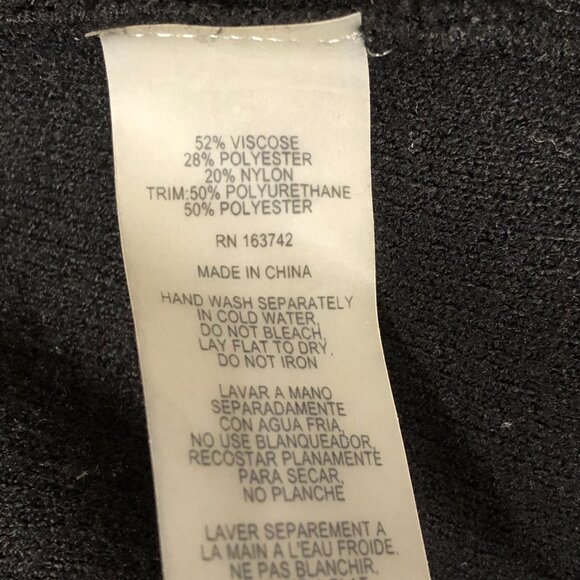 52% VISCOSE
28% POLYESTER
20% NYLON
TRIM:50% POLYURETHANE
50% POLYESTER
RN 163742
MADE IN CHINA
HAND WASH SEPARATELY
IN COLD WATER,
DO NOT BLEACH,
LAY FLAT TO DRY,
DO NOT IRON
LAVAR A MANO
SEPARADAMENTE
CON AGUA FRIA,
NO USE BLANQUEADOR,
RECOSTAR PLANAMENTE
PARA SECAR,
NO PLANCHE
LAVER SEPAREMENT A
LA MAIN A L'EAU FROIDE.
NE PAS BLANCHIR.